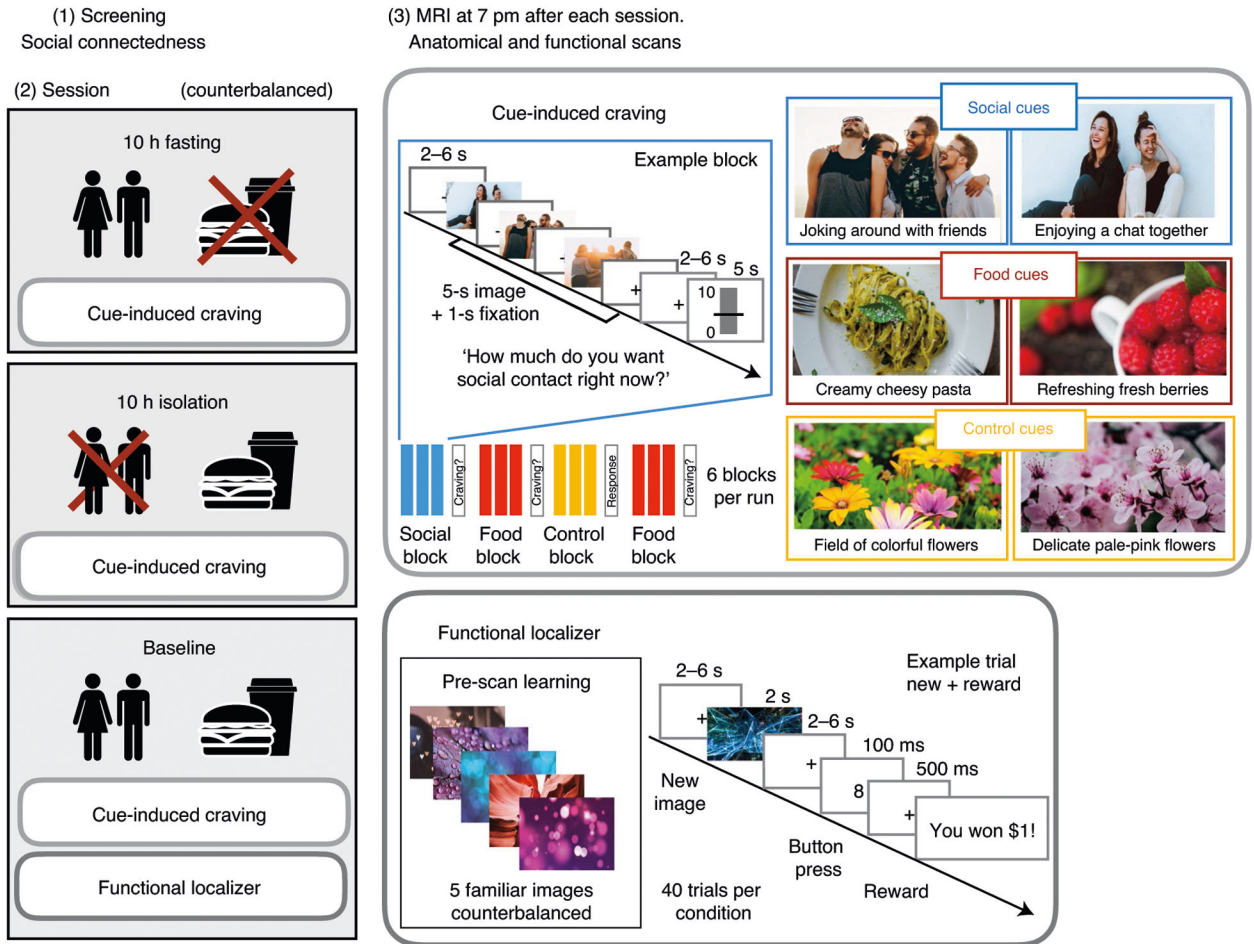 (1) Screening
Social connectedness
(2) Session (counterbalanced)
10 h fasting
Cue-induced craving
10 h isolation
Cue-induced craving
Baseline
Cue-induced craving
Functional localizer
(3) MRI at 7 pm after each session.
Anatomical and functional scans
Cue-induced craving
Example block
2–6 s
2–6 s
5 s
+
+
10
0
5-s image
+ 1-s fixation
‘How much do you want
social contact right now?’
Craving?
Craving?
Response
Craving?
6 blocks
per run
Social
block
Food
block
Control
block
Food
block
Social cues
Joking around with friends
Enjoying a chat together
Food cues
Creamy cheesy pasta
Refreshing fresh berries
Control cues
Field of colorful flowers
Delicate pale-pink flowers
Functional localizer
Pre-scan learning
5 familiar images
counterbalanced
Example trial
new + reward
2–6 s
+
2 s
2–6 s
+
100 ms
8
500 ms
+
You won $1!
New
image
Button
press
Reward
40 trials per
condition